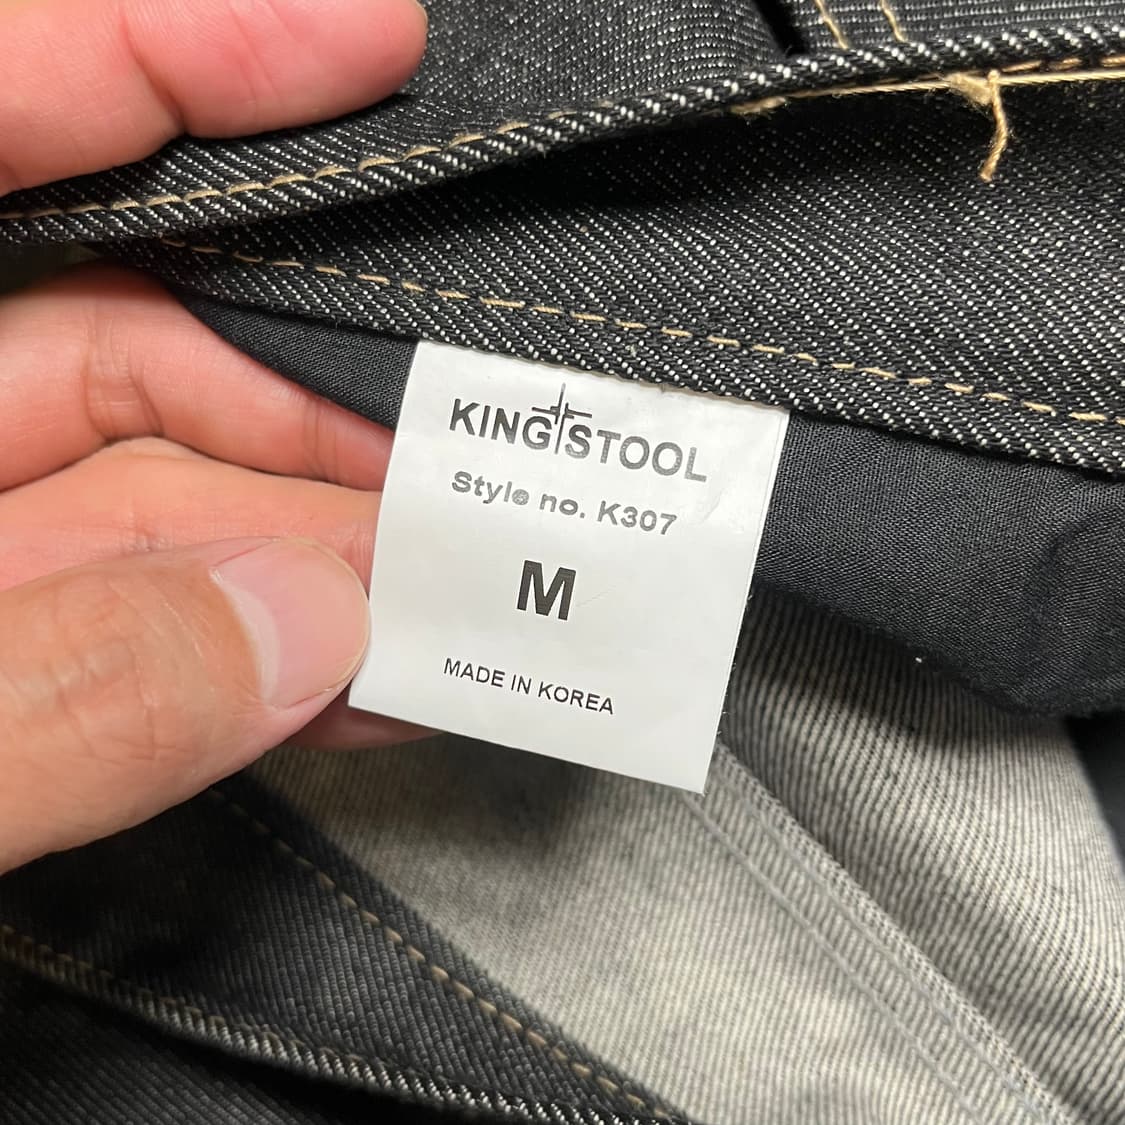 KINGSTOOL
Style no. K307
M
MADE IN KOREA